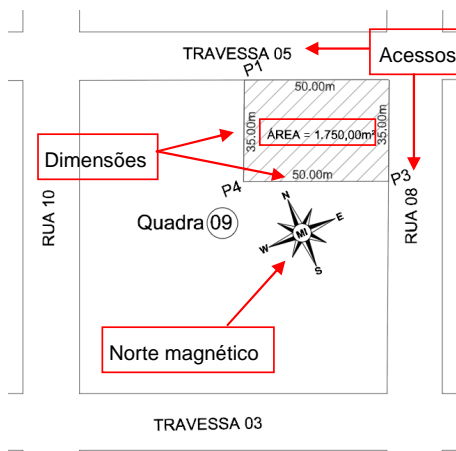 TRAVESSA 05
Acessos
P1
50.00m
35.00m
ÁREA = 1.750,00m²
35.00m
Dimensões
50.00m
P4
P3
RUA 10
Quadra 09
RUA 08
N
E
W
MI
S
Norte magnético
TRAVESSA 03